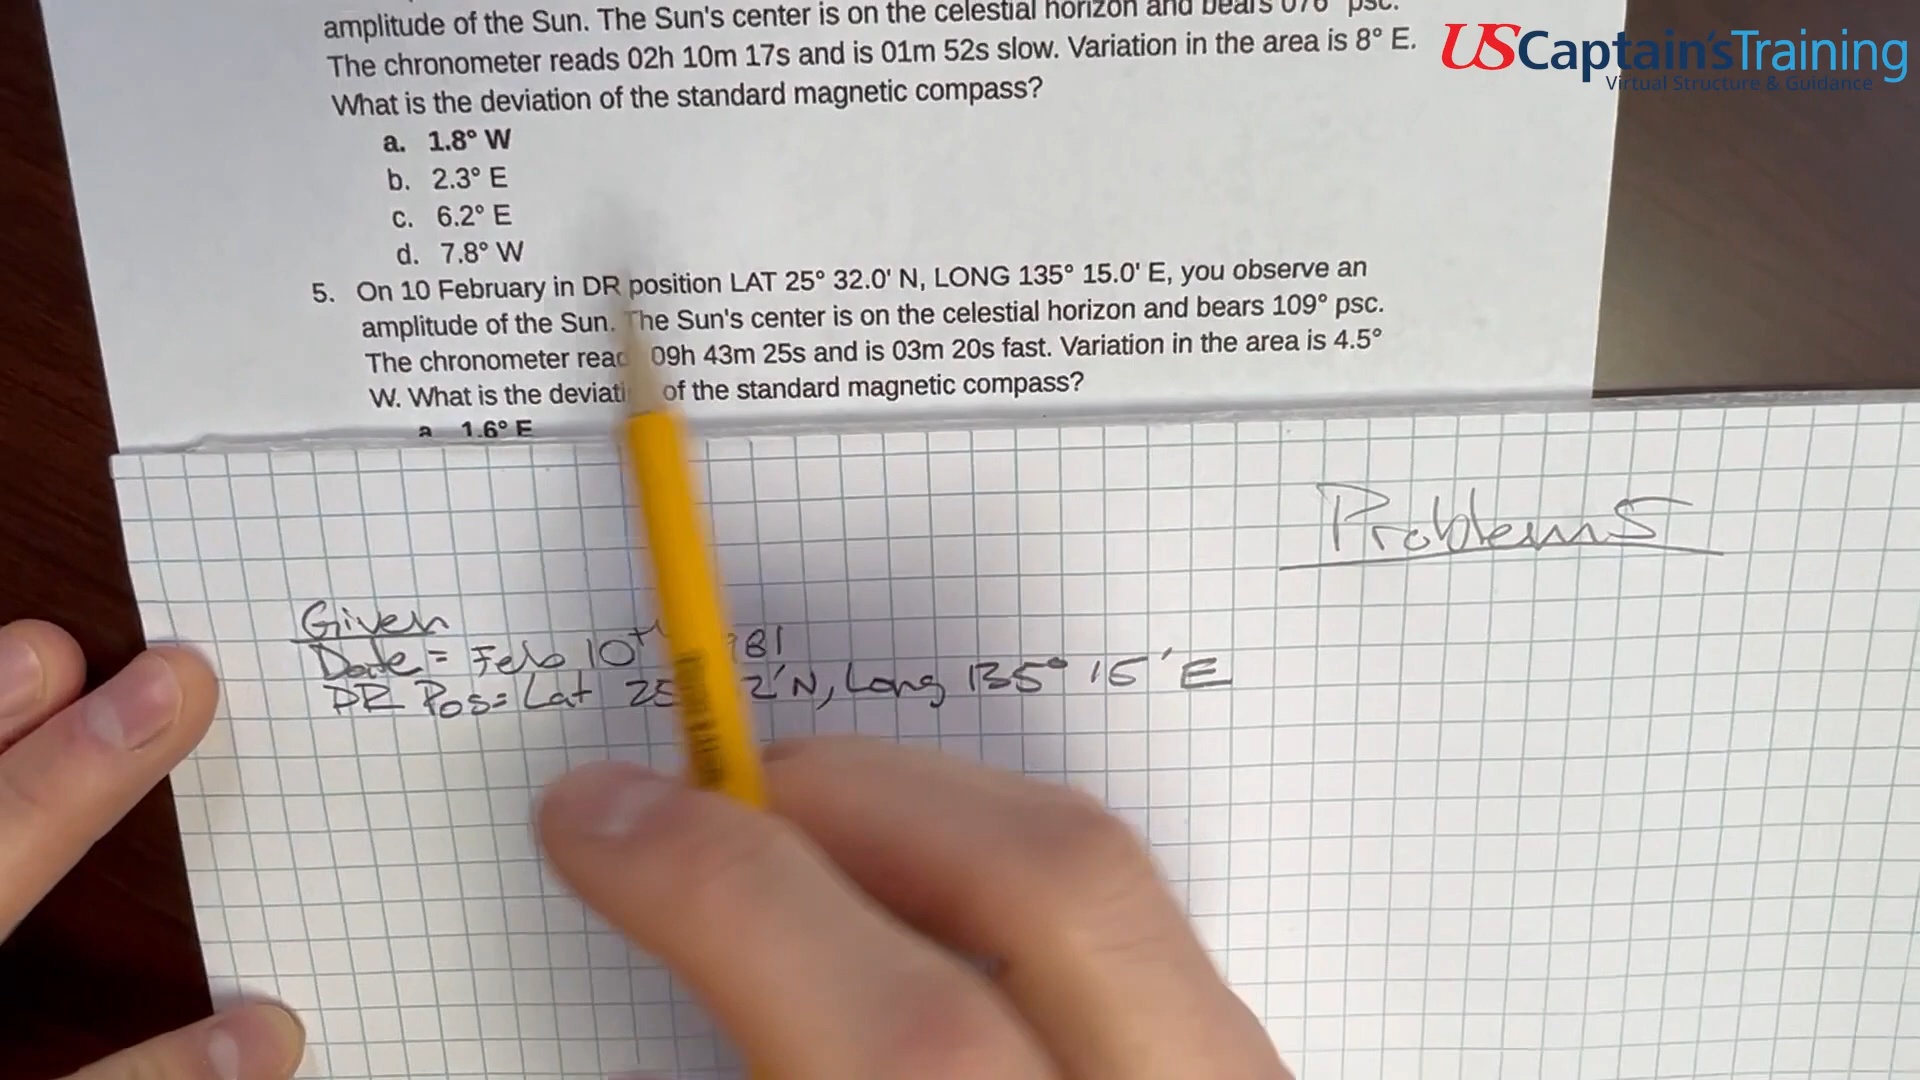 amplitude of the Sun. The Sun's center is on the celestial horizon and bears 076° psc.
The chronometer reads 02h 10m 17s and is 01m 52s slow. Variation in the area is 8° E.
What is the deviation of the standard magnetic compass?
a. 1.8° W
b. 2.3° E
c. 6.2° E
d. 7.8° W
5. On 10 February in DR position LAT 25° 32.0' N, LONG 135° 15.0' E, you observe an
amplitude of the Sun. The Sun's center is on the celestial horizon and bears 109° psc.
The chronometer read 09h 43m 25s and is 03m 20s fast. Variation in the area is 4.5°
W. What is the deviati of the standard magnetic compass?
a 1.6° E
USCaptain'sTraining
Virtual Structure & Guidance
Problem 5
Given
Date = Feb 10th 81
DR Pos= Lat 25 2'N, Long 135° 15' E